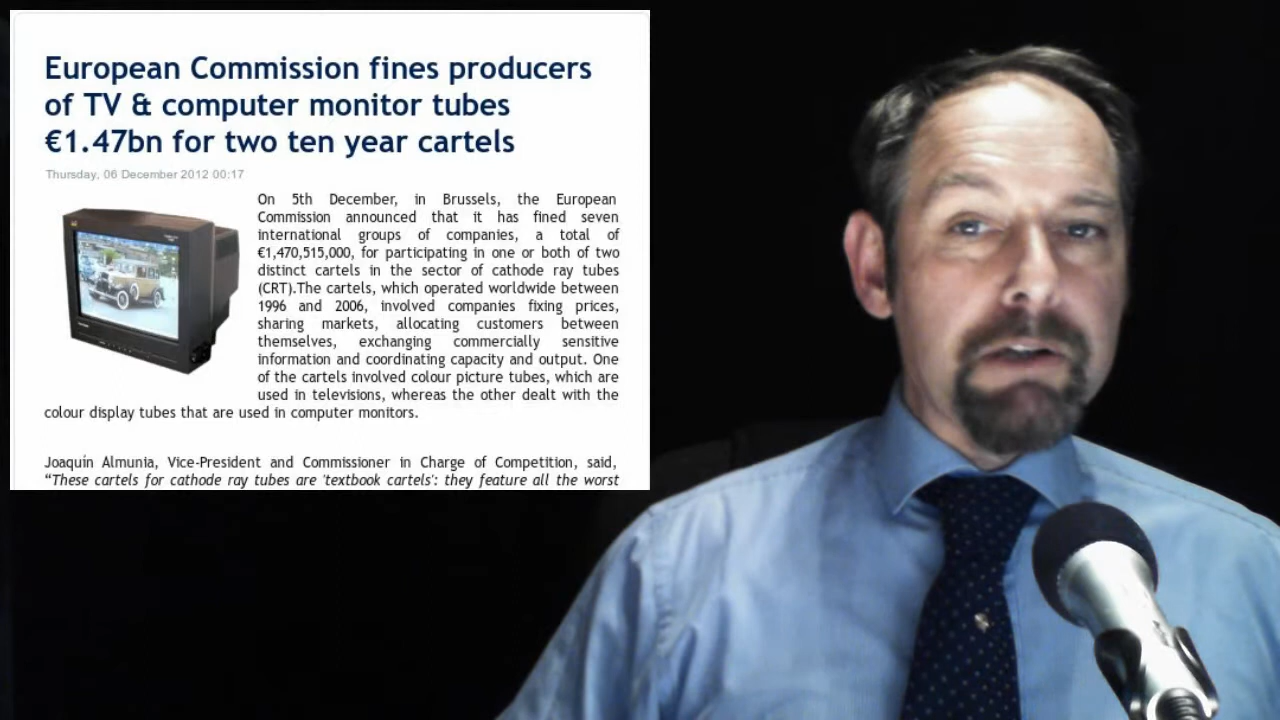 European Commission fines producers
of TV & computer monitor tubes
€1.47bn for two ten year cartels
Thursday, 06 December 2012 00:17
On 5th December, in Brussels, the European
Commission announced that it has fined seven
international groups of companies, a total of
€1,470,515,000, for participating in one or both of two
distinct cartels in the sector of cathode ray tubes
(CRT).The cartels, which operated worldwide between
1996 and 2006, involved companies fixing prices,
sharing markets, allocating customers between
themselves, exchanging commercially sensitive
information and coordinating capacity and output. One
of the cartels involved colour picture tubes, which are
used in televisions, whereas the other dealt with the
colour display tubes that are used in computer monitors.
Joaquín Almunia, Vice-President and Commissioner in Charge of Competition, said,
“These cartels for cathode ray tubes are 'textbook cartels': they feature all the worst